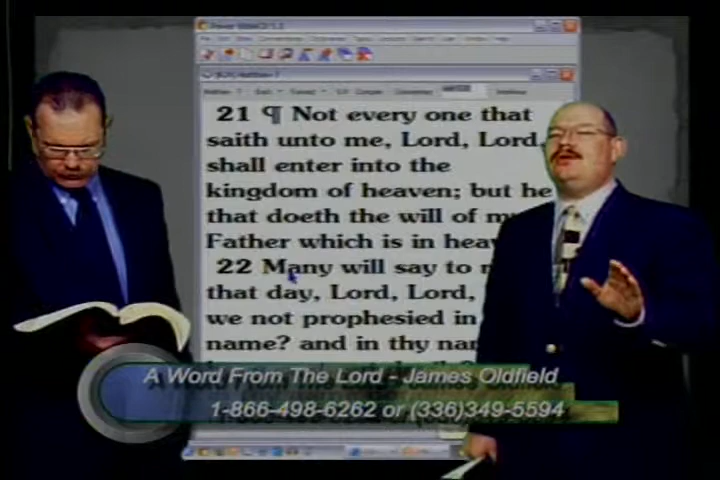 21 ¶ Not every one that
saith unto me, Lord, Lord,
shall enter into the
kingdom of heaven; but he
that doeth the will of m
Father which is in heav
22 Many will say to
that day, Lord, Lord,
we not prophesied in
name? and in thy nam
A Word From The Lord - James Oldfield
1-866-498-6262 or (336)349-5594